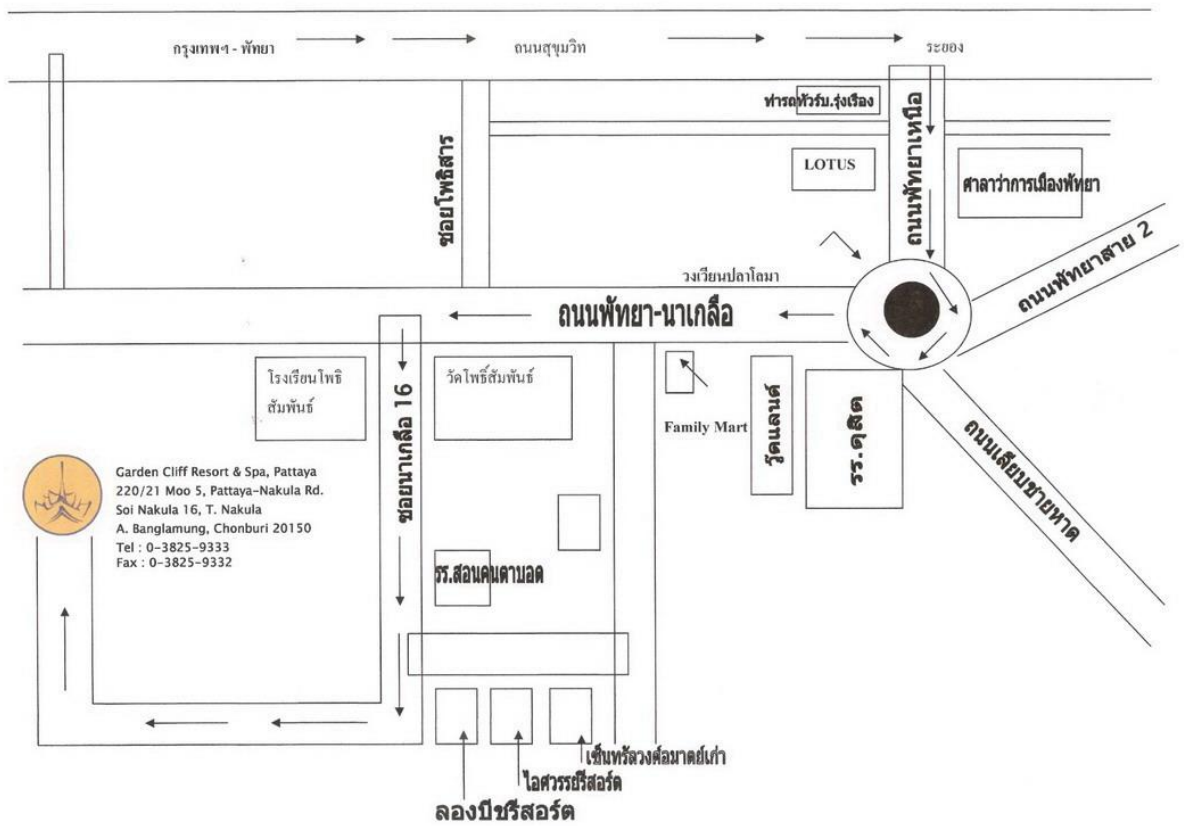 กรุงเทพฯ - พัทยา
ถนนสุขุมวิท
ระยอง
ท่ารถทัวร์บ.รุ่งเรือง
ซอยโพธิสาร
LOTUS
ถนนพัทยาเหนือ
ศาลาว่าการเมืองพัทยา
ถนนพัทยาสาย 2
วงเวียนปลาโลมา
ถนนพัทยา-นาเกลือ
โรงเรียนโพธิ
สัมพันธ์
ซอยนาเกลือ 16
วัดโพธิ์สัมพันธ์
Family Mart
วู๊ดแลนด์
รร.ดุสิต
ถนนเลียบชายหาด
Garden Cliff Resort & Spa, Pattaya
220/21 Moo 5, Pattaya-Nakula Rd.
Soi Nakula 16, T. Nakula
A. Banglamung, Chonburi 20150
Tel : 0-3825-9333
Fax : 0-3825-9332
รร.สอนคนตาบอด
เซ็นทรัลวงศ์อมาตย์เก่า
ไอศวรรย์รีสอร์ต
ลองบีชรีสอร์ต